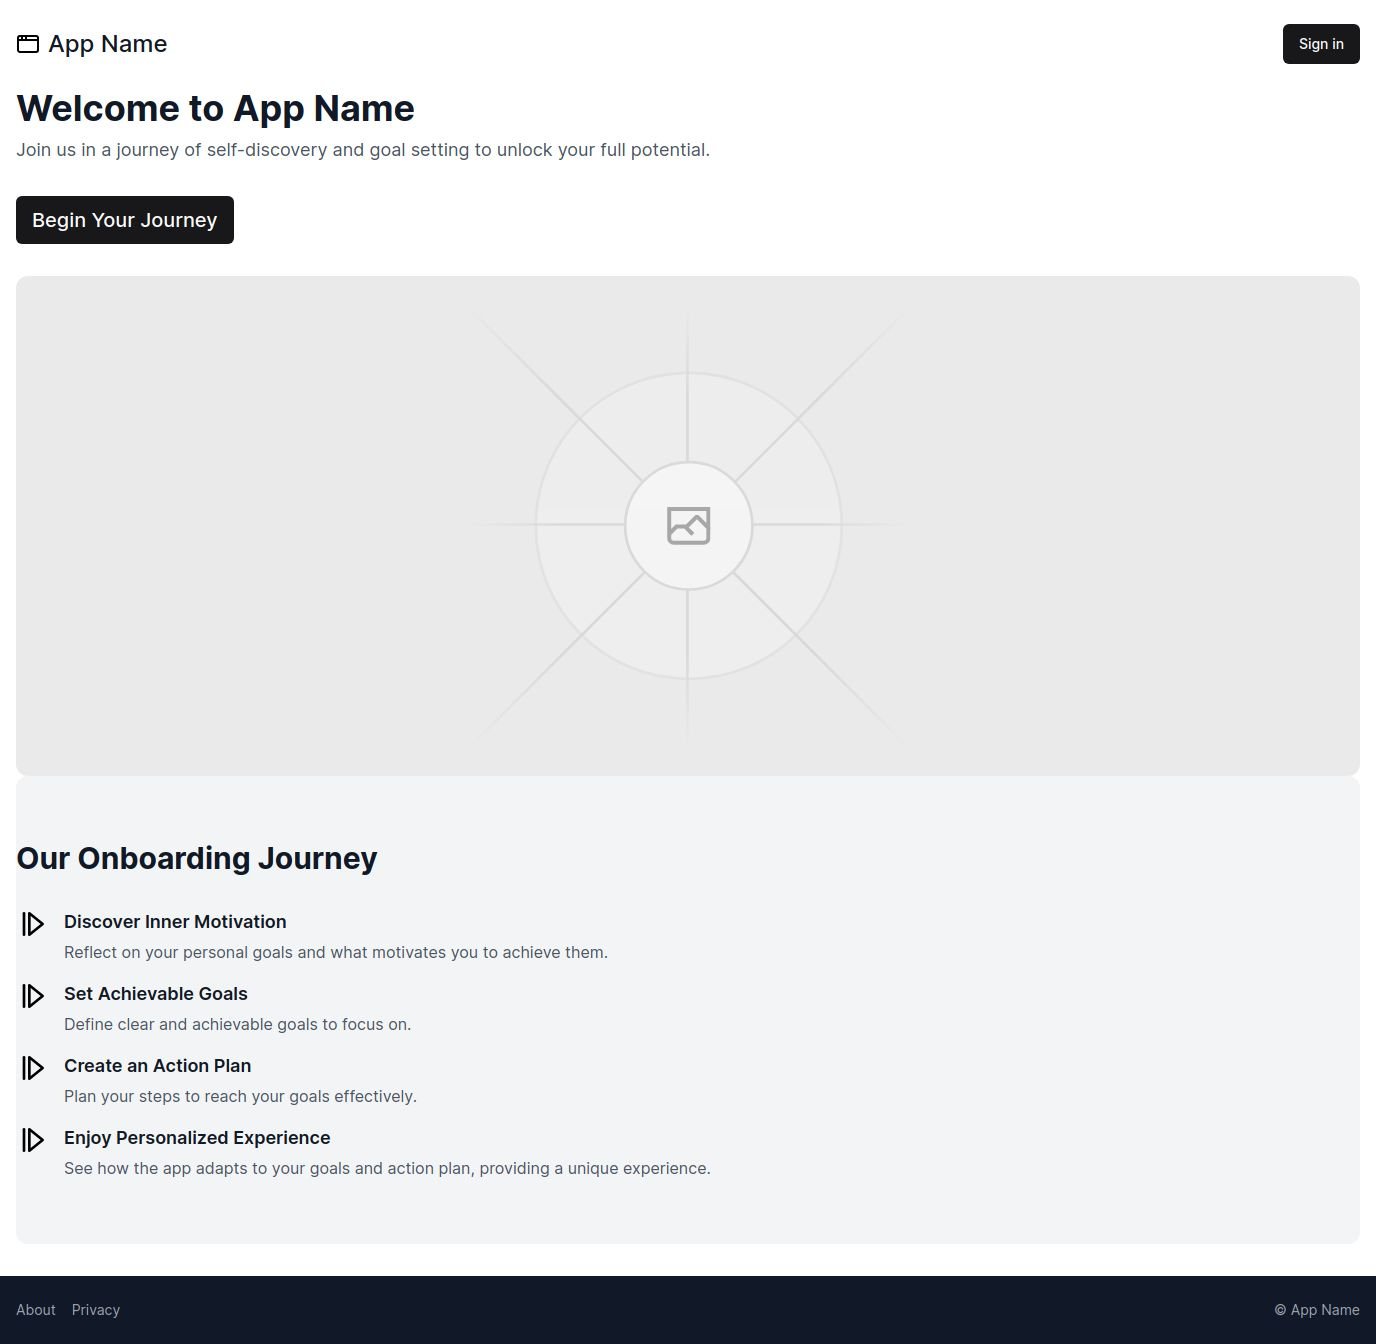 App Name
Sign in
Welcome to App Name
Join us in a journey of self-discovery and goal setting to unlock your full potential.
Begin Your Journey
Our Onboarding Journey
Discover Inner Motivation
Reflect on your personal goals and what motivates you to achieve them.
Set Achievable Goals
Define clear and achievable goals to focus on.
Create an Action Plan
Plan your steps to reach your goals effectively.
Enjoy Personalized Experience
See how the app adapts to your goals and action plan, providing a unique experience.
About Privacy
© App Name